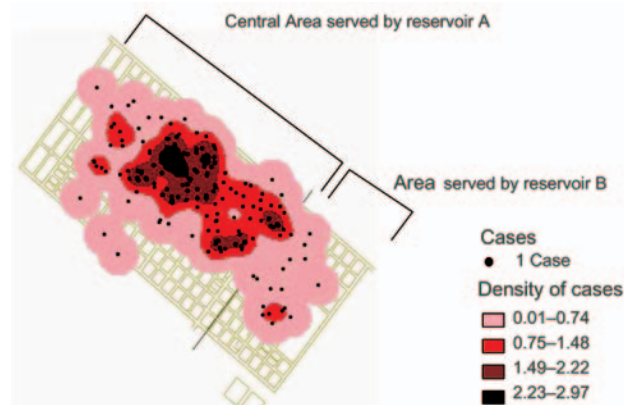 Central Area served by reservoir A
Area served by reservoir B
Cases
1 Case
Density of cases
0.01–0.74
0.75–1.48
1.49–2.22
2.23–2.97